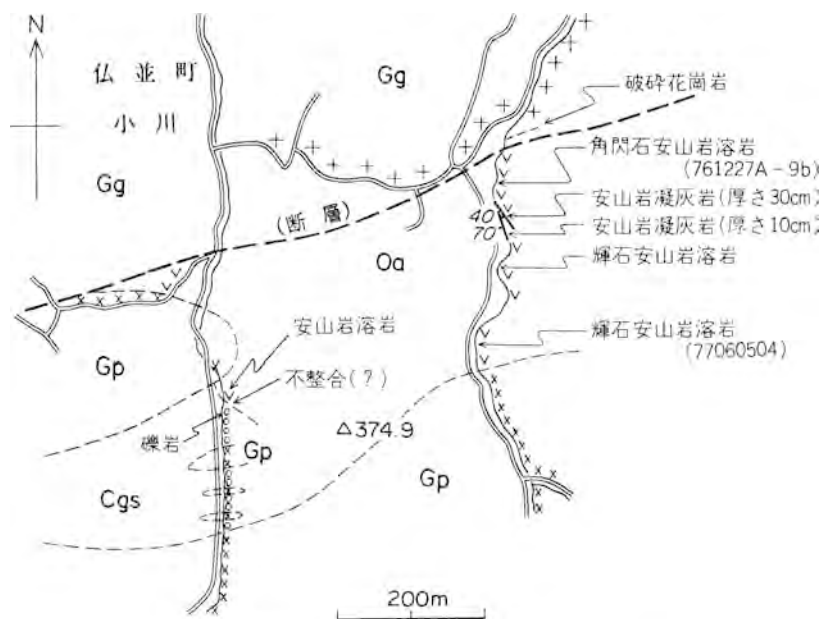 N
仏並町
小川
Gg
Gg
破砕花崗岩
角閃石安山岩溶岩
(761227A-9b)
安山岩凝灰岩(厚さ30cm)
安山岩凝灰岩(厚さ10cm)
輝石安山岩溶岩
輝石安山岩溶岩
(77060504)
(断層)
40
70
Oa
安山岩溶岩
不整合(?)
礫岩
Gp
Gp
△374.9
Cgs
Gp
200m